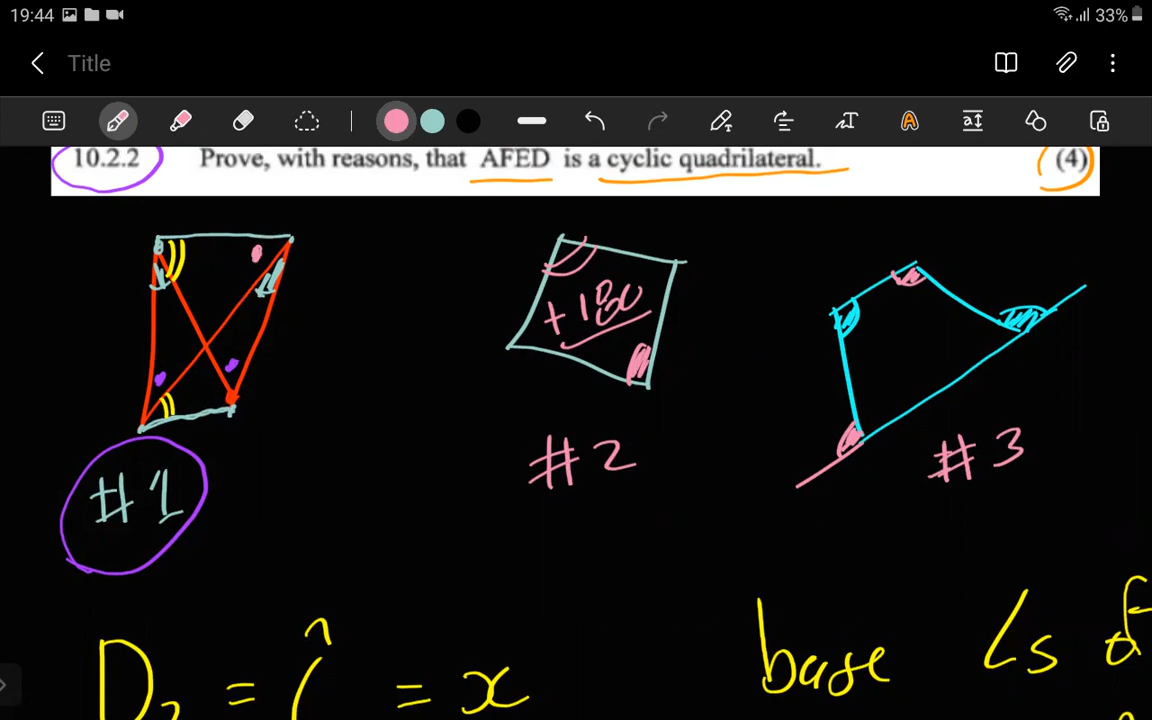 19:44 33%
Title
10.2.2 Prove, with reasons, that AFED is a cyclic quadrilateral. (4)
+180
#1 #2 #3
base ∠s of
D₂ = Ĉ = x